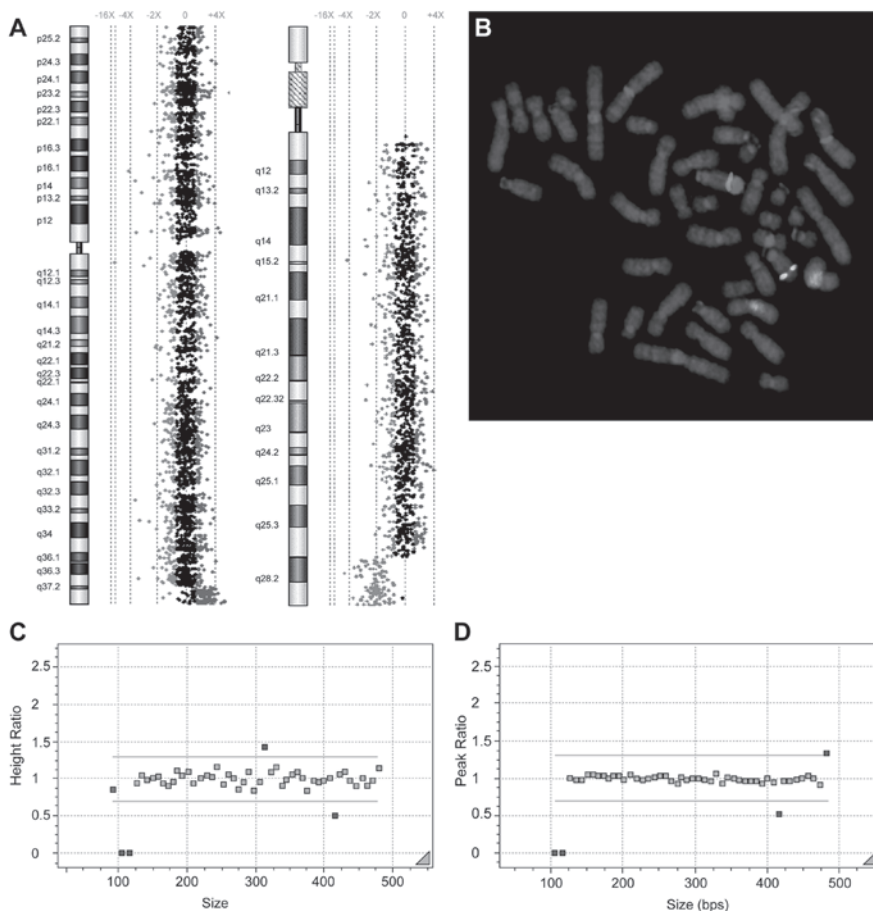 A
-16X -4X 0 +4X
p25.2
p24.3
p24.1
p23.2
p22.3
p22.1
p16.3
p16.1
p14
p13.2
p12
q12.1
q12.3
q14.1
q14.3
q21.2
q22.1
q22.3
q22.1
q24.1
q24.3
q31.2
q32.1
q32.3
q33.2
q34
q36.1
q36.3
q37.2
-16X -4X 0 +4X
q12
q13.2
q14
q15.2
q21.1
q21.3
q22.2
q22.32
q23
q24.2
q25.1
q25.3
q28.2
B
C
Height Ratio
2.5
2
1.5
1
0.5
0
100 200 300 400 500
Size
D
Peak Ratio
2.5
2
1.5
1
0.5
0
100 200 300 400 500
Size (bps)